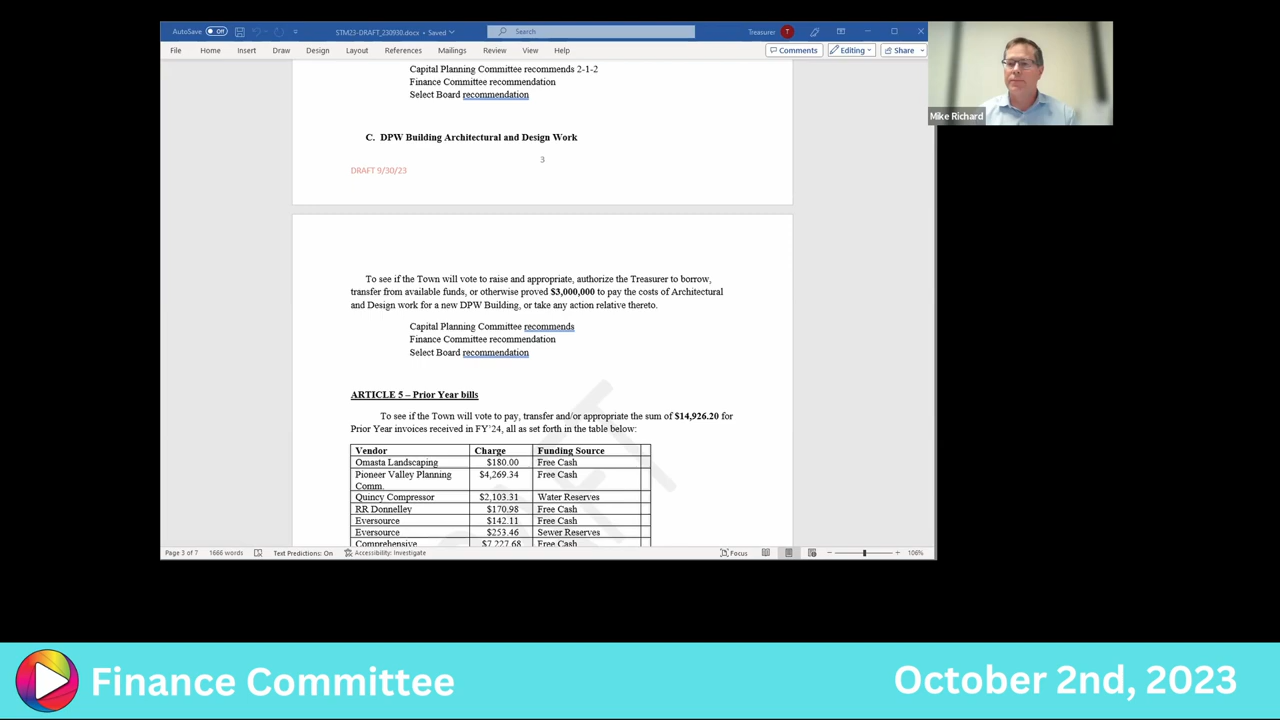 AutoSave Off STM23-DRAFT_230930.docx • Saved Search Treasurer T
File Home Insert Draw Design Layout References Mailings Review View Help Comments Editing Share
Capital Planning Committee recommends 2-1-2
Finance Committee recommendation
Select Board recommendation
C. DPW Building Architectural and Design Work
3
DRAFT 9/30/23
To see if the Town will vote to raise and appropriate, authorize the Treasurer to borrow,
transfer from available funds, or otherwise proved $3,000,000 to pay the costs of Architectural
and Design work for a new DPW Building, or take any action relative thereto.
Capital Planning Committee recommends
Finance Committee recommendation
Select Board recommendation
ARTICLE 5 – Prior Year bills
To see if the Town will vote to pay, transfer and/or appropriate the sum of $14,926.20 for
Prior Year invoices received in FY'24, all as set forth in the table below:
Vendor Charge Funding Source
Omasta Landscaping $180.00 Free Cash
Pioneer Valley Planning $4,269.34 Free Cash
Comm.
Quincy Compressor $2,103.31 Water Reserves
RR Donnelley $170.98 Free Cash
Eversource $142.11 Free Cash
Eversource $253.46 Sewer Reserves
Comprehensive $7,227.68 Free Cash
Page 3 of 7 1666 words Text Predictions: On Accessibility: Investigate Focus 106%
Mike Richard
Finance Committee
October 2nd, 2023